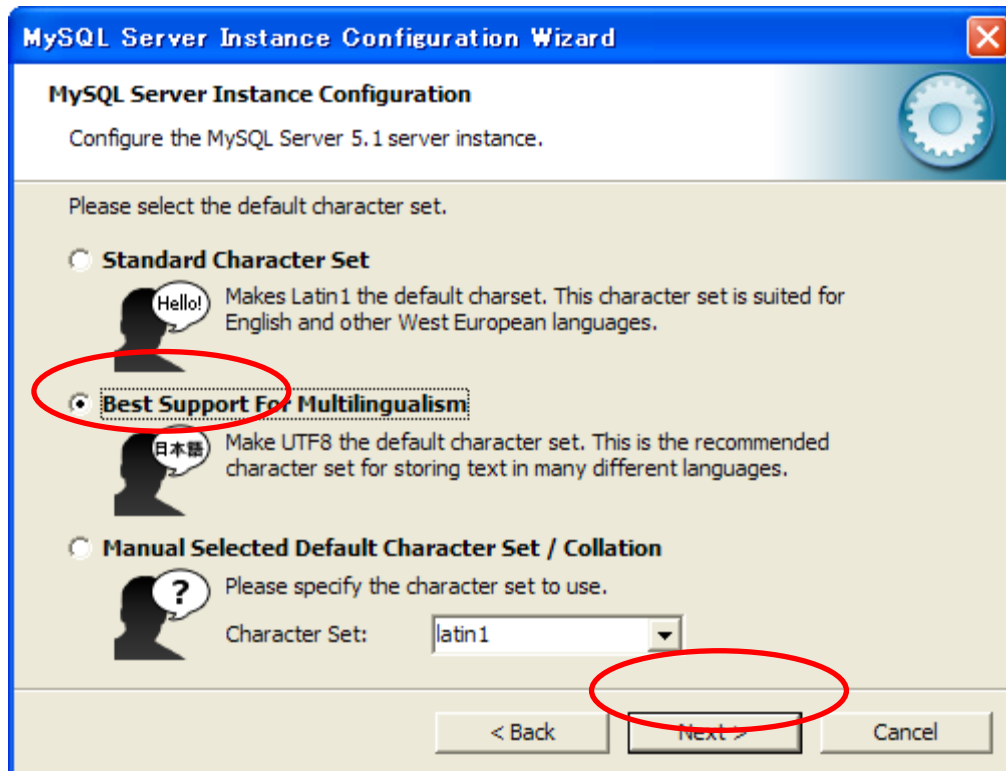 MySQL Server Instance Configuration Wizard
MySQL Server Instance Configuration
Configure the MySQL Server 5.1 server instance.
Please select the default character set.
Standard Character Set
Hello!
Makes Latin1 the default charset. This character set is suited for
English and other West European languages.
Best Support For Multilingualism
日本語
Make UTF8 the default character set. This is the recommended
character set for storing text in many different languages.
Manual Selected Default Character Set / Collation
?
Please specify the character set to use.
Character Set: latin1
< Back Next > Cancel